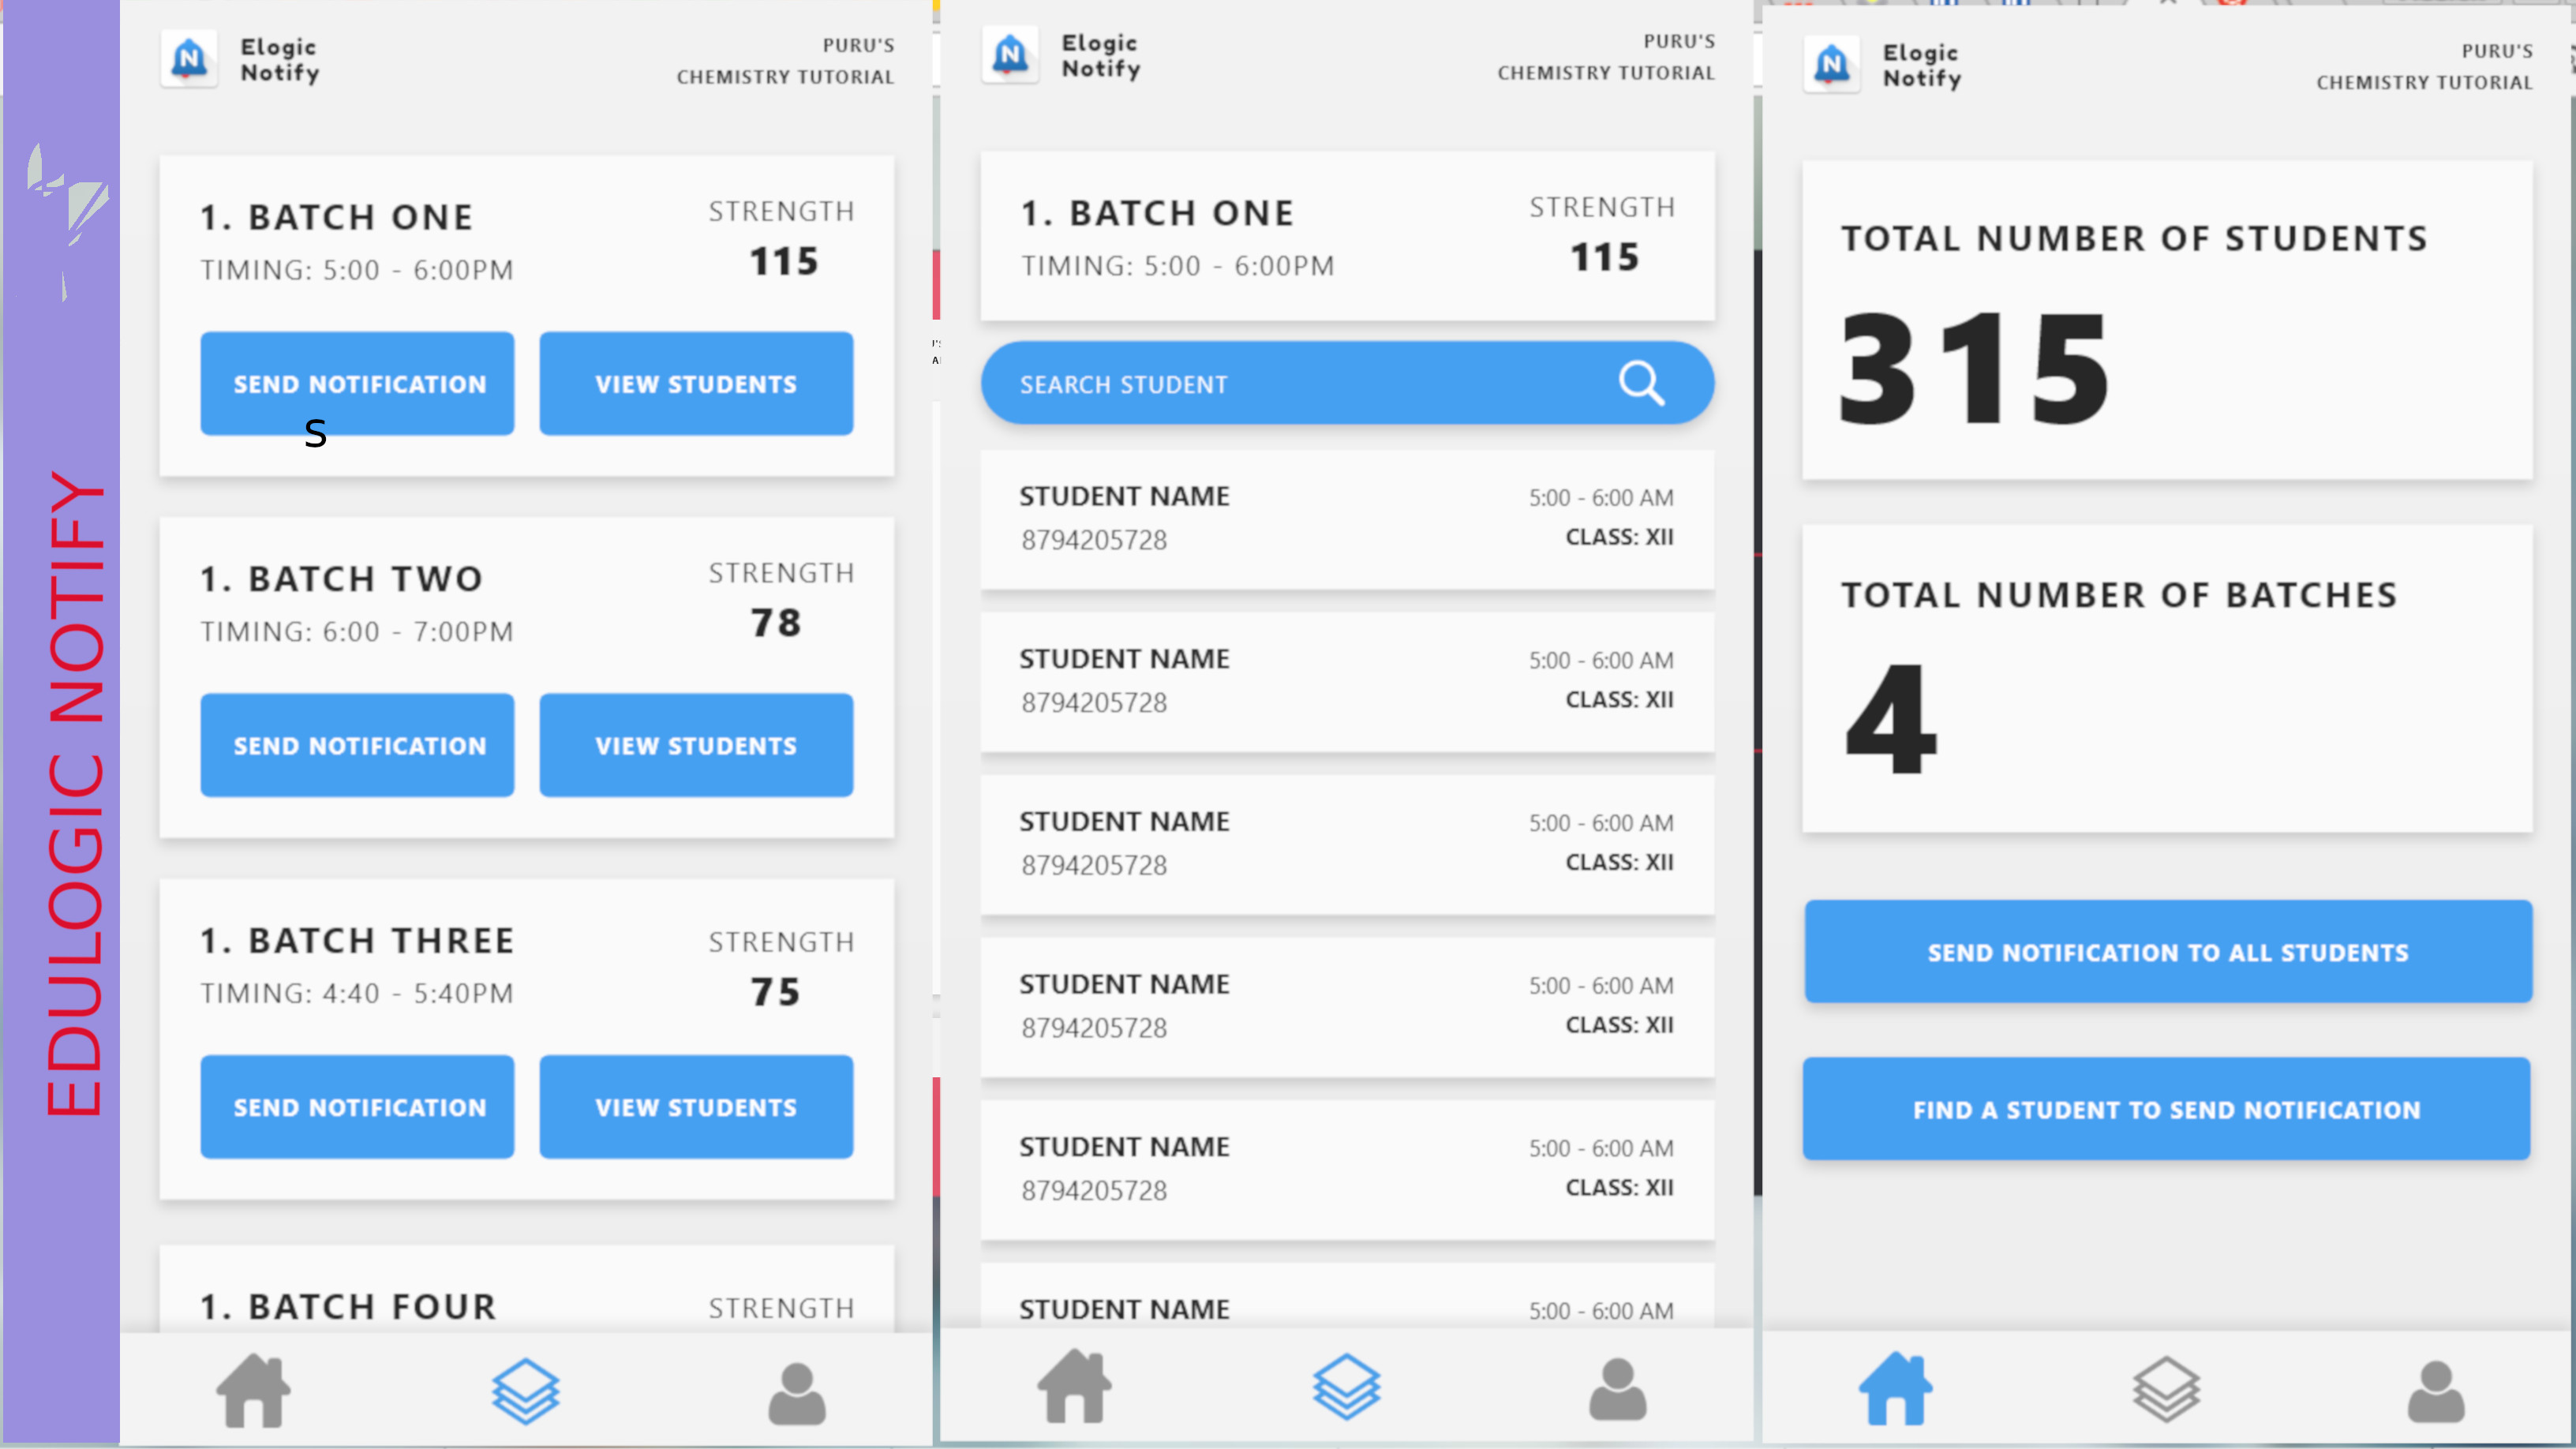 EDULOGIC NOTIFY
Elogic
Notify
PURU'S
CHEMISTRY TUTORIAL
1. BATCH ONE
TIMING: 5:00 - 6:00PM
STRENGTH
115
SEND NOTIFICATION
s
VIEW STUDENTS
1. BATCH TWO
TIMING: 6:00 - 7:00PM
STRENGTH
78
SEND NOTIFICATION
VIEW STUDENTS
1. BATCH THREE
TIMING: 4:40 - 5:40PM
STRENGTH
75
SEND NOTIFICATION
VIEW STUDENTS
1. BATCH FOUR
STRENGTH
Elogic
Notify
PURU'S
CHEMISTRY TUTORIAL
1. BATCH ONE
TIMING: 5:00 - 6:00PM
STRENGTH
115
SEARCH STUDENT
STUDENT NAME
8794205728
5:00 - 6:00 AM
CLASS: XII
STUDENT NAME
8794205728
5:00 - 6:00 AM
CLASS: XII
STUDENT NAME
8794205728
5:00 - 6:00 AM
CLASS: XII
STUDENT NAME
8794205728
5:00 - 6:00 AM
CLASS: XII
STUDENT NAME
8794205728
5:00 - 6:00 AM
CLASS: XII
STUDENT NAME
5:00 - 6:00 AM
Elogic
Notify
PURU'S
CHEMISTRY TUTORIAL
TOTAL NUMBER OF STUDENTS
315
TOTAL NUMBER OF BATCHES
4
SEND NOTIFICATION TO ALL STUDENTS
FIND A STUDENT TO SEND NOTIFICATION